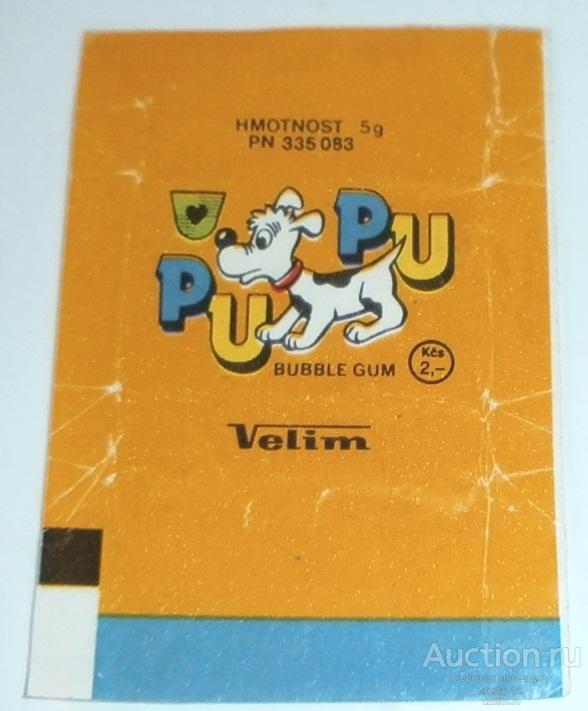 HMOTNOST 5g
PN 335 083
PU PU
BUBBLE GUM
Kčs
2,-
Velim
Auction.ru